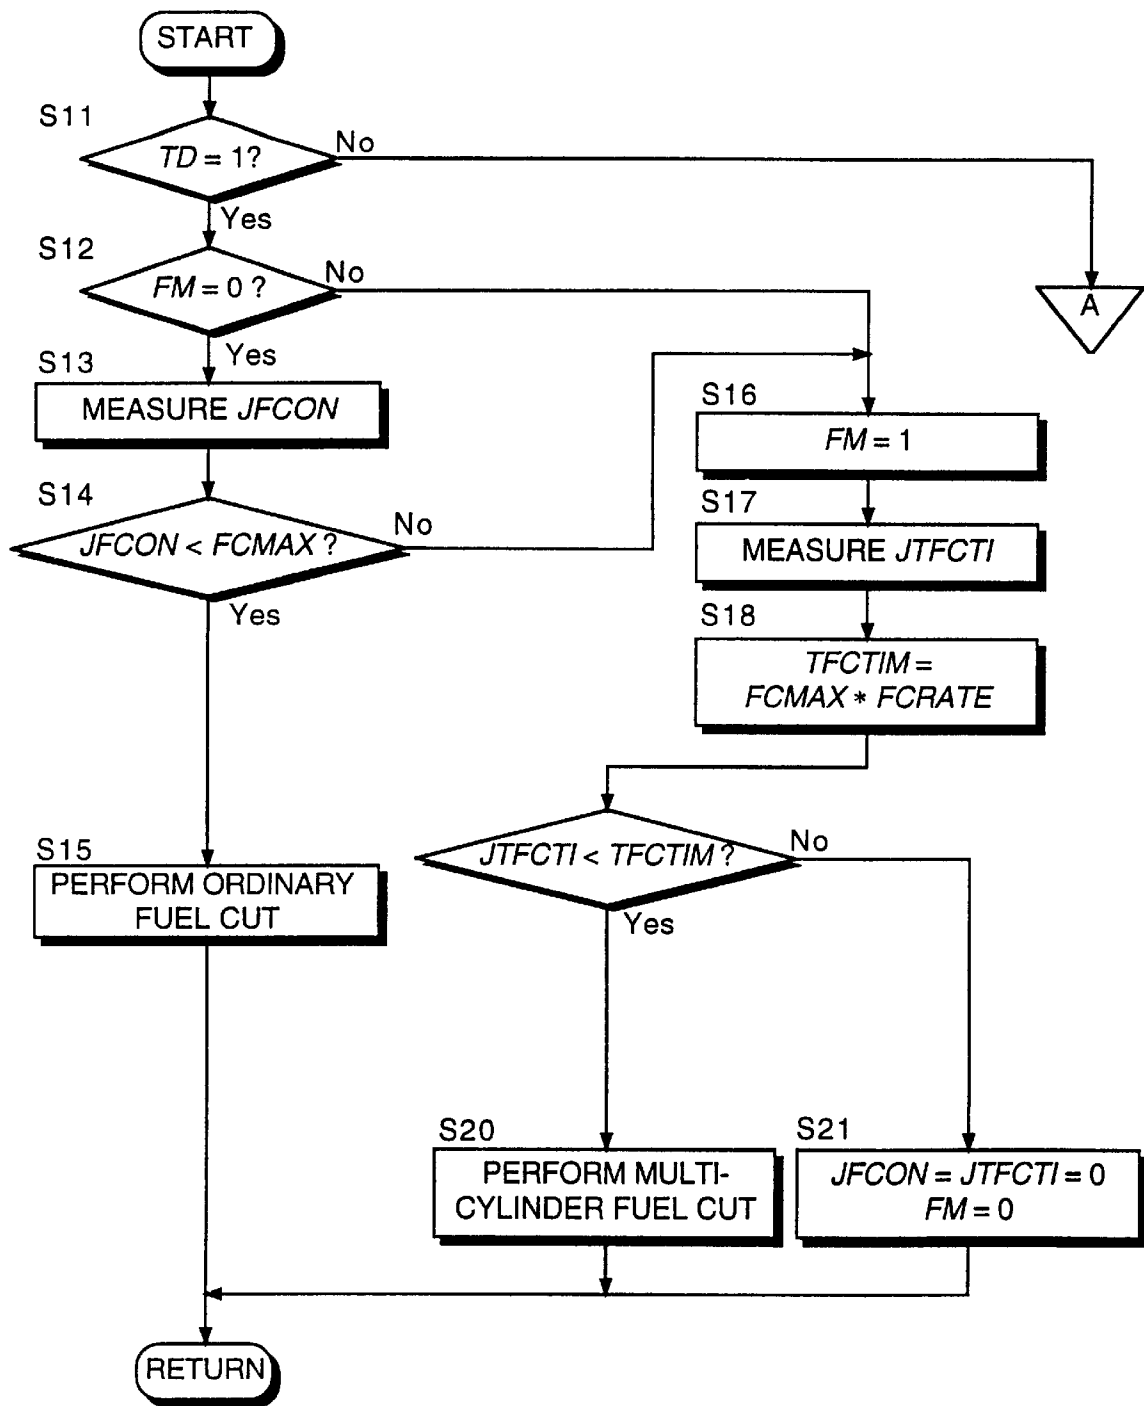 START
S11
TD = 1?
No
Yes
S12
FM = 0 ?
No
A
Yes
S13
MEASURE JFCON
S16
FM = 1
S14
JFCON < FCMAX ?
No
S17
MEASURE JTFCTI
Yes
S18
TFCTIM =
FCMAX * FCRATE
S15
PERFORM ORDINARY
FUEL CUT
JTFCTI < TFCTIM ?
No
Yes
S20
PERFORM MULTI-
CYLINDER FUEL CUT
S21
JFCON = JTFCTI = 0
FM = 0
RETURN